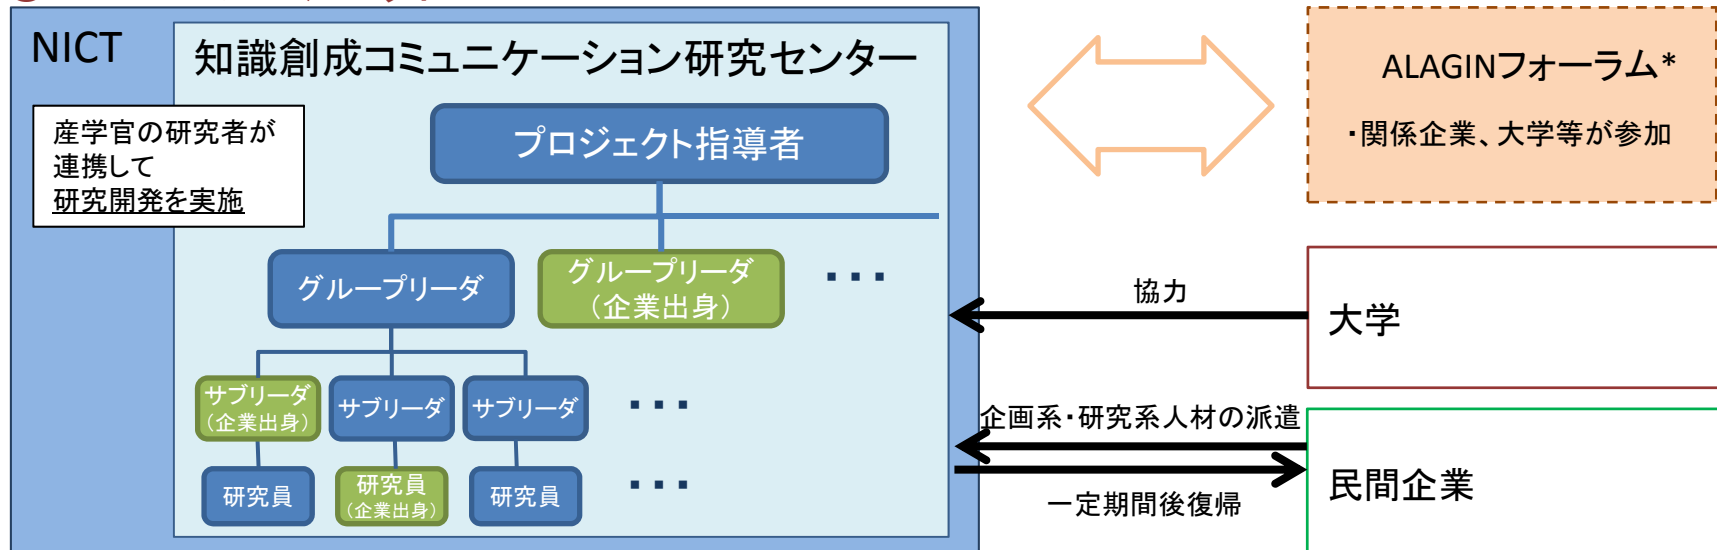 NICT
知識創成コミュニケーション研究センター
産学官の研究者が
連携して
研究開発を実施
プロジェクト指導者
グループリーダ
グループリーダ
（企業出身）
・・・
サブリーダ
（企業出身）
サブリーダ
サブリーダ
・・・
研究員
研究員
（企業出身）
研究員
・・・
ALAGINフォーラム*
・関係企業、大学等が参加
協力
大学
企画系・研究系人材の派遣
一定期間後復帰
民間企業